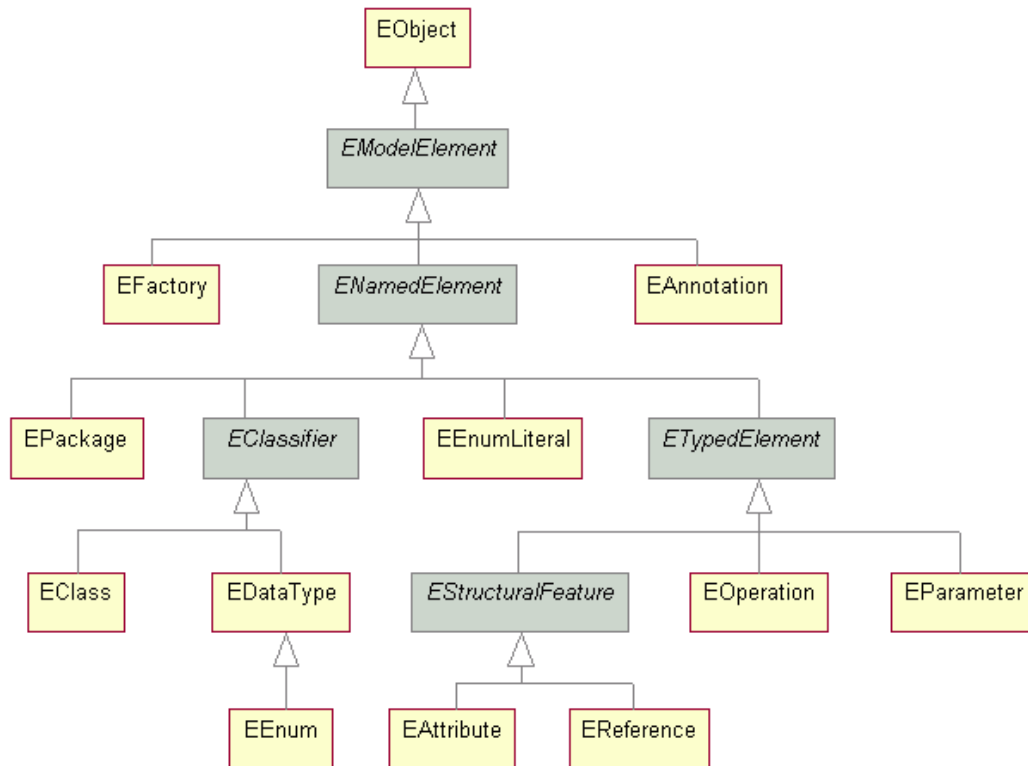 EObject
EModelElement
EFactory
ENamedElement
EAnnotation
EPackage
EClassifier
EEnumLiteral
ETypedElement
EClass
EDataType
EStructuralFeature
EOperation
EParameter
EEnum
EAttribute
EReference